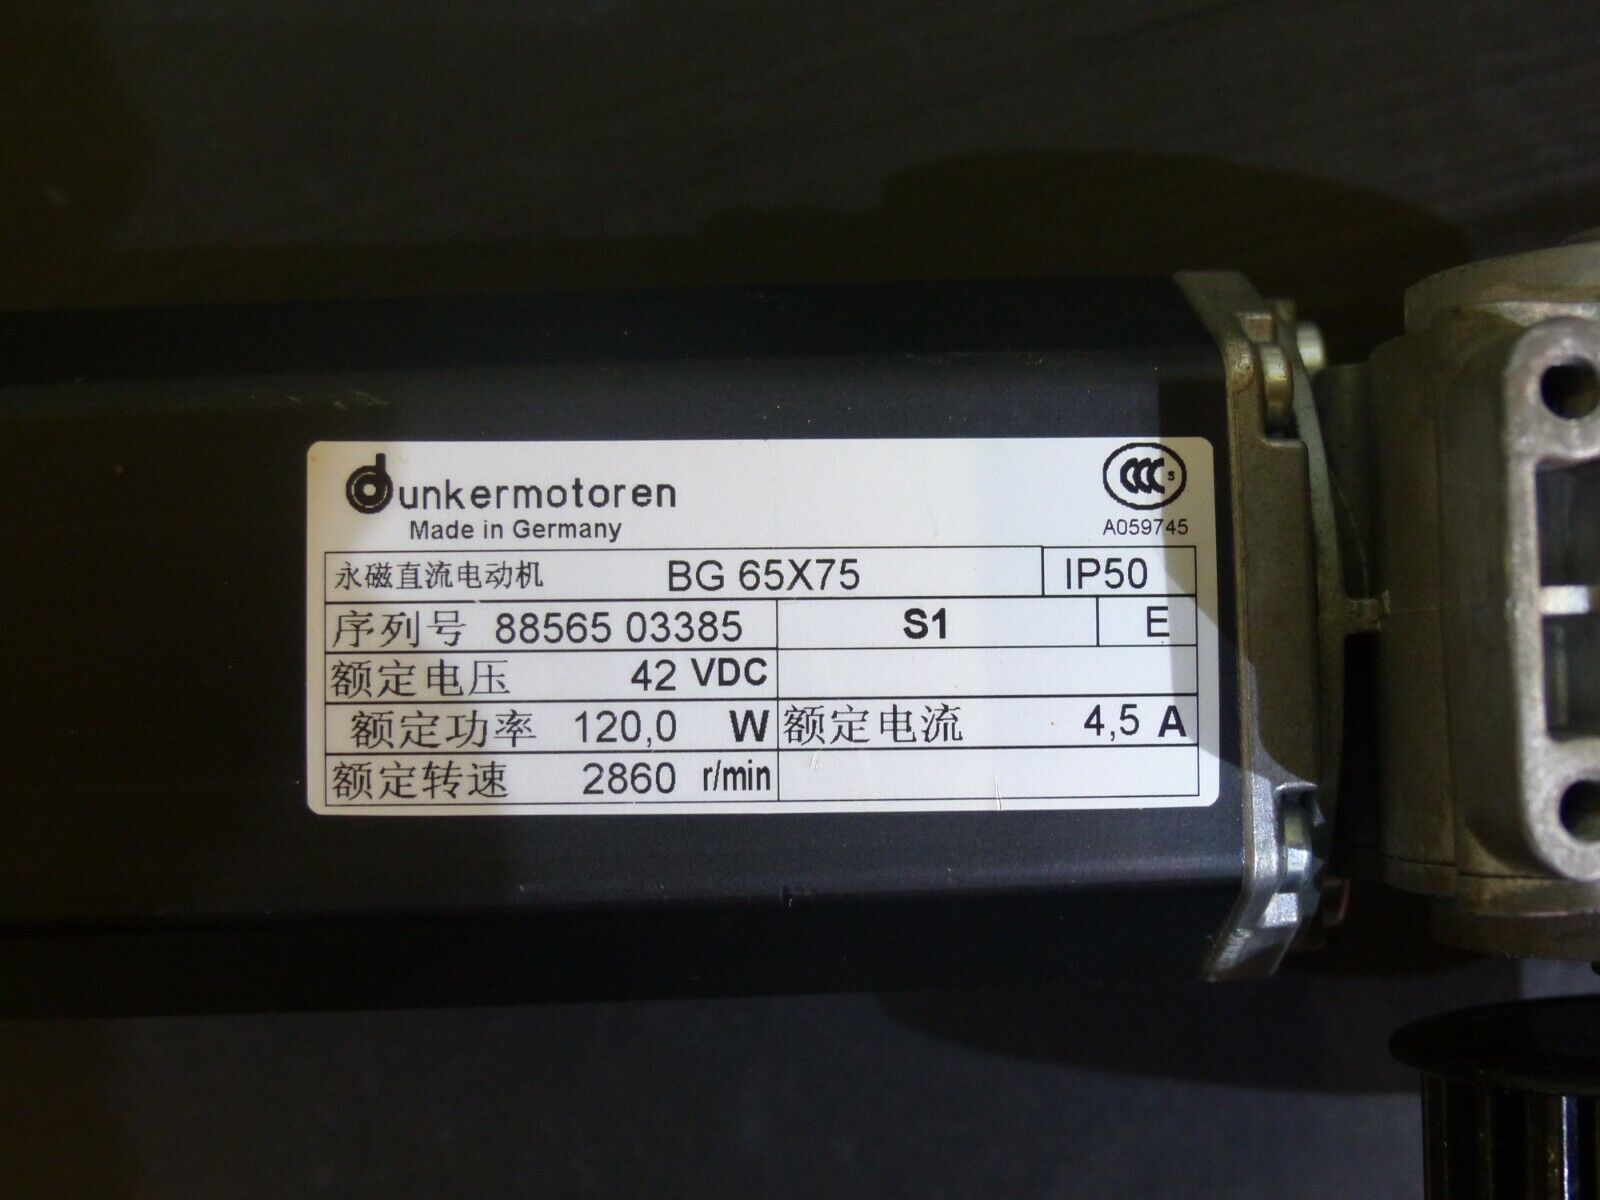 dunkermotoren
Made in Germany
CCC S
A059745
永磁直流电动机 BG 65X75 IP50
序列号 88565 03385 S1 E
额定电压 42 VDC
额定功率 120,0 W 额定电流 4,5 A
额定转速 2860 r/min